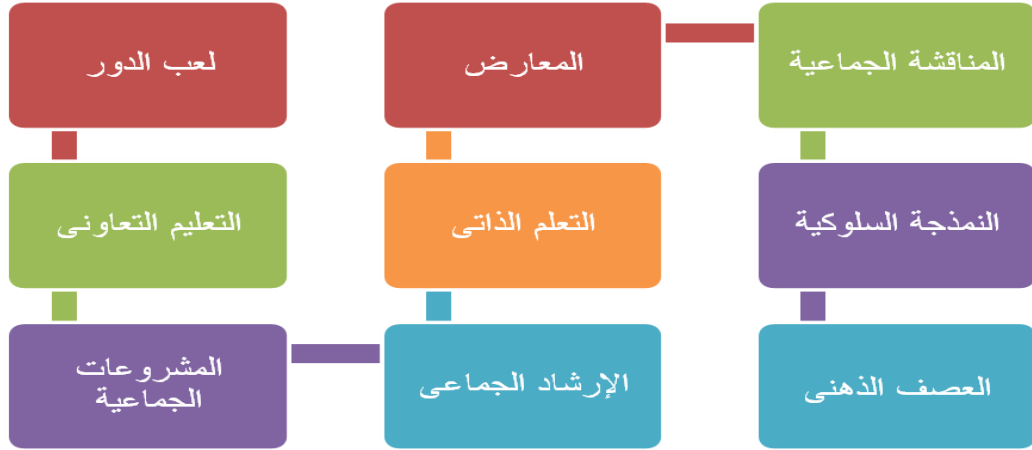 لعب الدور
التعليم التعاونى
المشروعات
الجماعية
الإرشاد الجماعى
التعلم الذاتى
المعارض
المناقشة الجماعية
النمذجة السلوكية
العصف الذهنى